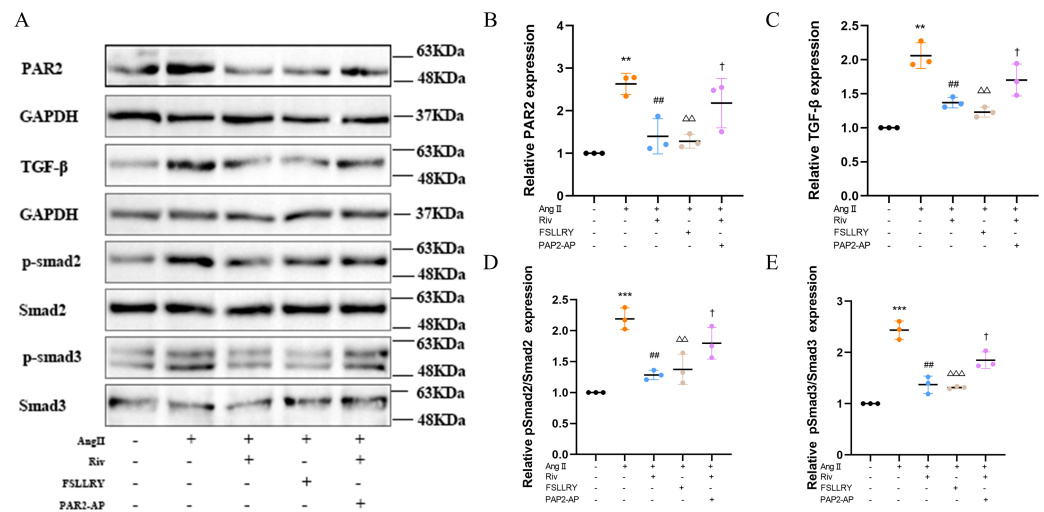 A
PAR2
63KDa
48KDa
GAPDH
37KDa
TGF-β
63KDa
48KDa
GAPDH
37KDa
p-smad2
63KDa
48KDa
Smad2
63KDa
48KDa
p-smad3
63KDa
48KDa
Smad3
63KDa
48KDa
AngII - + + + +
Riv - - + - +
FSLLRY - - - + -
PAR2-AP - - - - +
B
Relative PAR2 expression
4
3
2
1
0
**
##
△△
†
Ang II - + + + +
Riv - - + - +
FSLLRY - - - + -
PAP2-AP - - - - +
C
Relative TGF-β expression
2.5
2.0
1.5
1.0
0.5
0.0
**
##
△△
†
Ang II - + + + +
Riv - - + - +
FSLLRY - - - + -
PAP2-AP - - - - +
D
Relative pSmad2/Smad2 expression
2.5
2.0
1.5
1.0
0.5
0.0
***
##
△△
†
Ang II - + + + +
Riv - - + - +
FSLLRY - - - + -
PAP2-AP - - - - +
E
Relative pSmad3/Smad3 expression
3
2
1
0
***
##
△△△
†
Ang II - + + + +
Riv - - + - +
FSLLRY - - - + -
PAP2-AP - - - - +